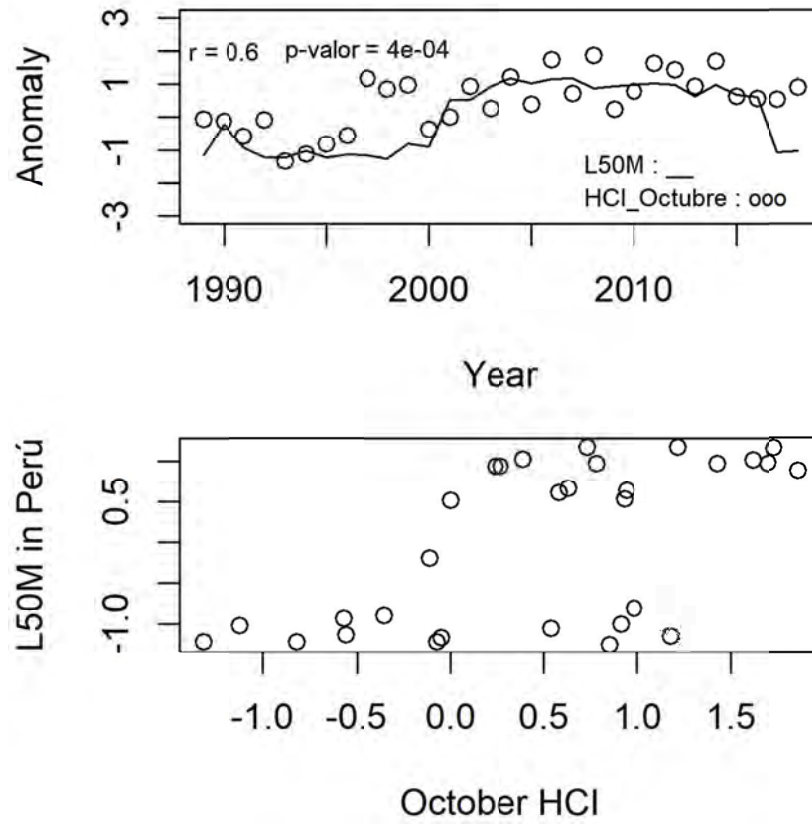 3
1
-1
-3
Anomaly
r = 0.6 p-valor = 4e-04
L50M : __
HCI_Octubre : ooo
1990 2000 2010
Year
0.5
-1.0
L50M in Perú
-1.0 -0.5 0.0 0.5 1.0 1.5
October HCI